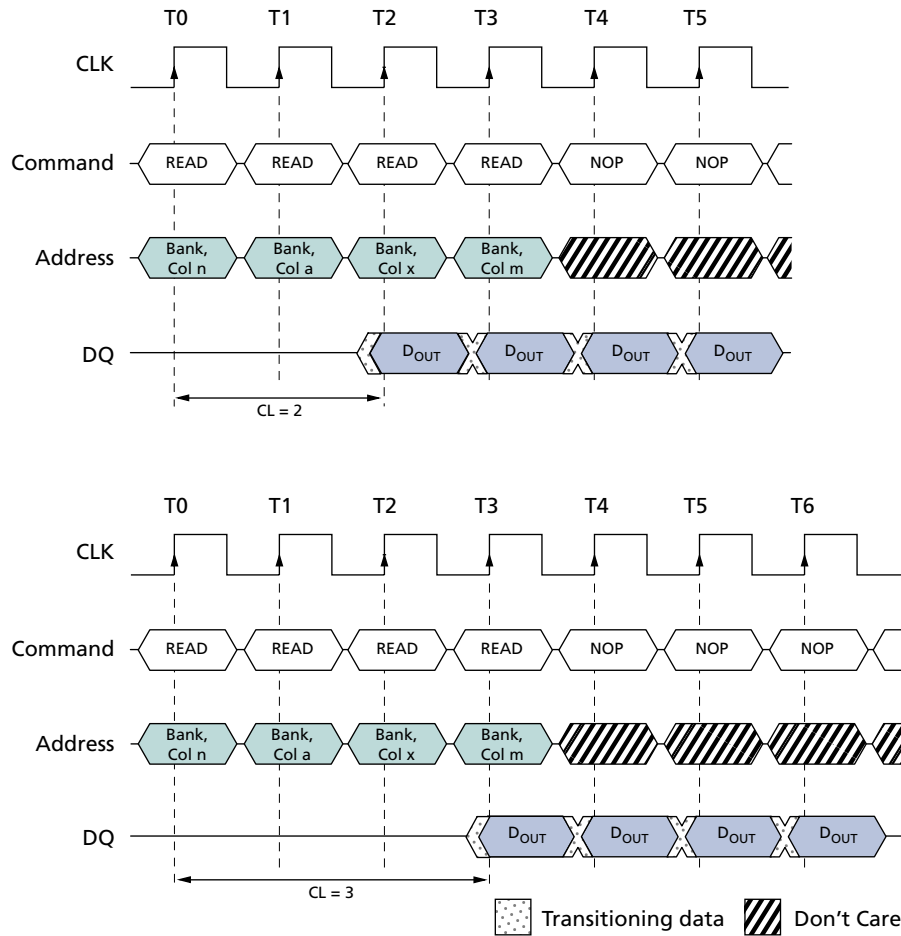 T0 T1 T2 T3 T4 T5
CLK
Command READ READ READ READ NOP NOP
Address Bank, Col n Bank, Col a Bank, Col x Bank, Col m
DQ DOUT DOUT DOUT DOUT
CL = 2
T0 T1 T2 T3 T4 T5 T6
CLK
Command READ READ READ READ NOP NOP NOP
Address Bank, Col n Bank, Col a Bank, Col x Bank, Col m
DQ DOUT DOUT DOUT DOUT
CL = 3
Transitioning data Don't Care